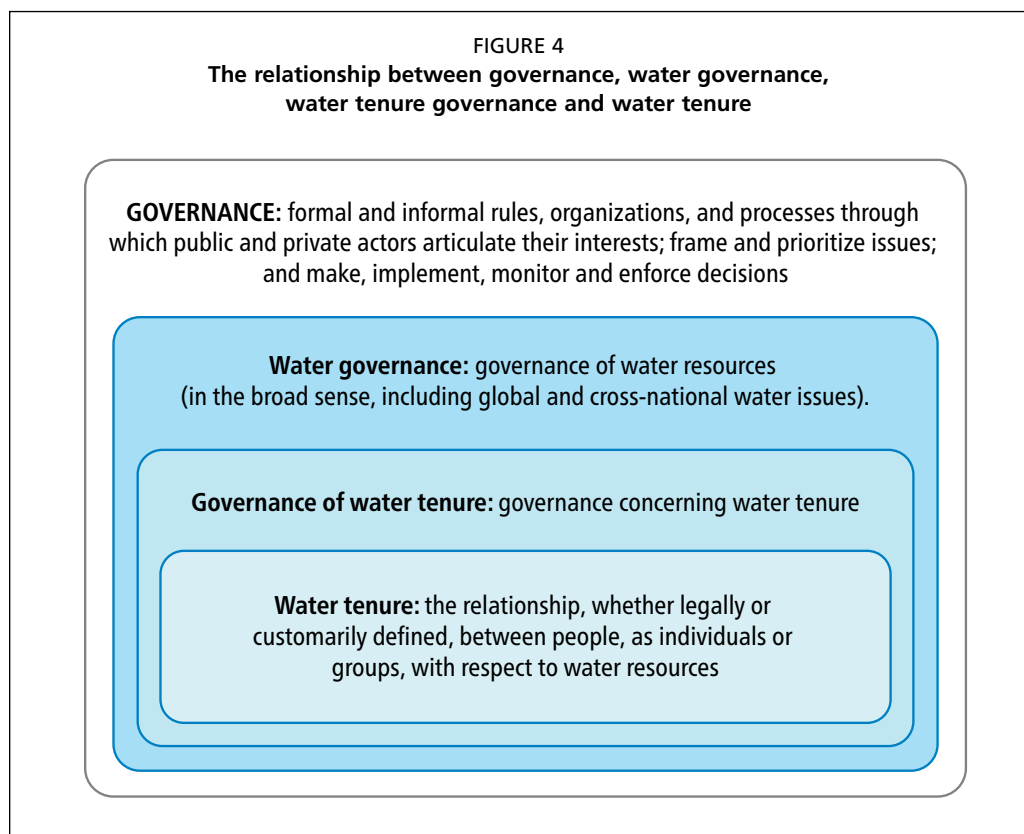 FIGURE 4
The relationship between governance, water governance,
water tenure governance and water tenure
GOVERNANCE: formal and informal rules, organizations, and processes through
which public and private actors articulate their interests; frame and prioritize issues;
and make, implement, monitor and enforce decisions
Water governance: governance of water resources
(in the broad sense, including global and cross-national water issues).
Governance of water tenure: governance concerning water tenure
Water tenure: the relationship, whether legally or
customarily defined, between people, as individuals or
groups, with respect to water resources